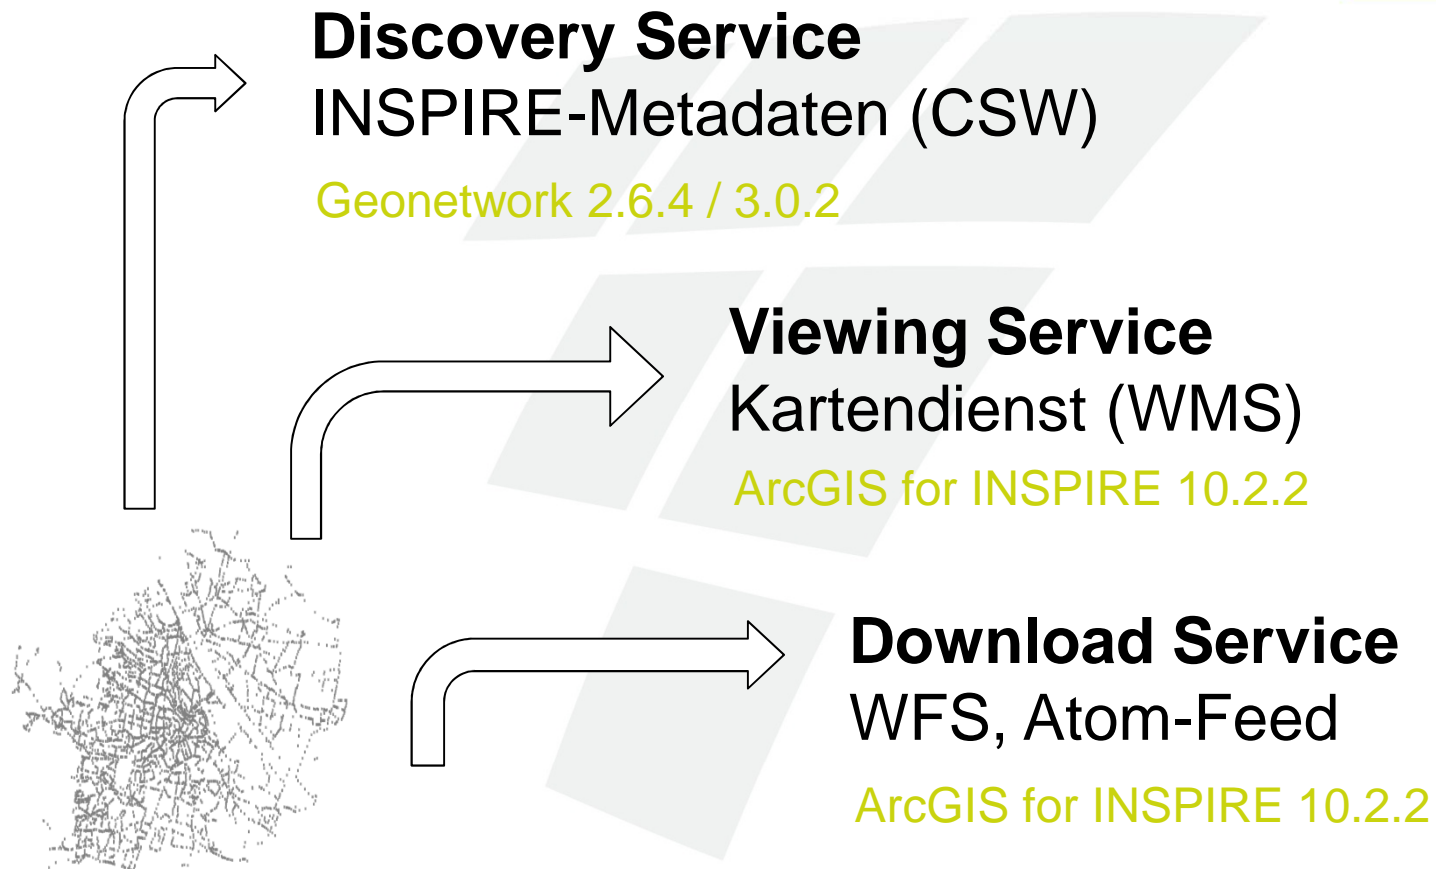 Discovery Service
INSPIRE-Metadaten (CSW)
Geonetwork 2.6.4 / 3.0.2
Viewing Service
Kartendienst (WMS)
ArcGIS for INSPIRE 10.2.2
Download Service
WFS, Atom-Feed
ArcGIS for INSPIRE 10.2.2